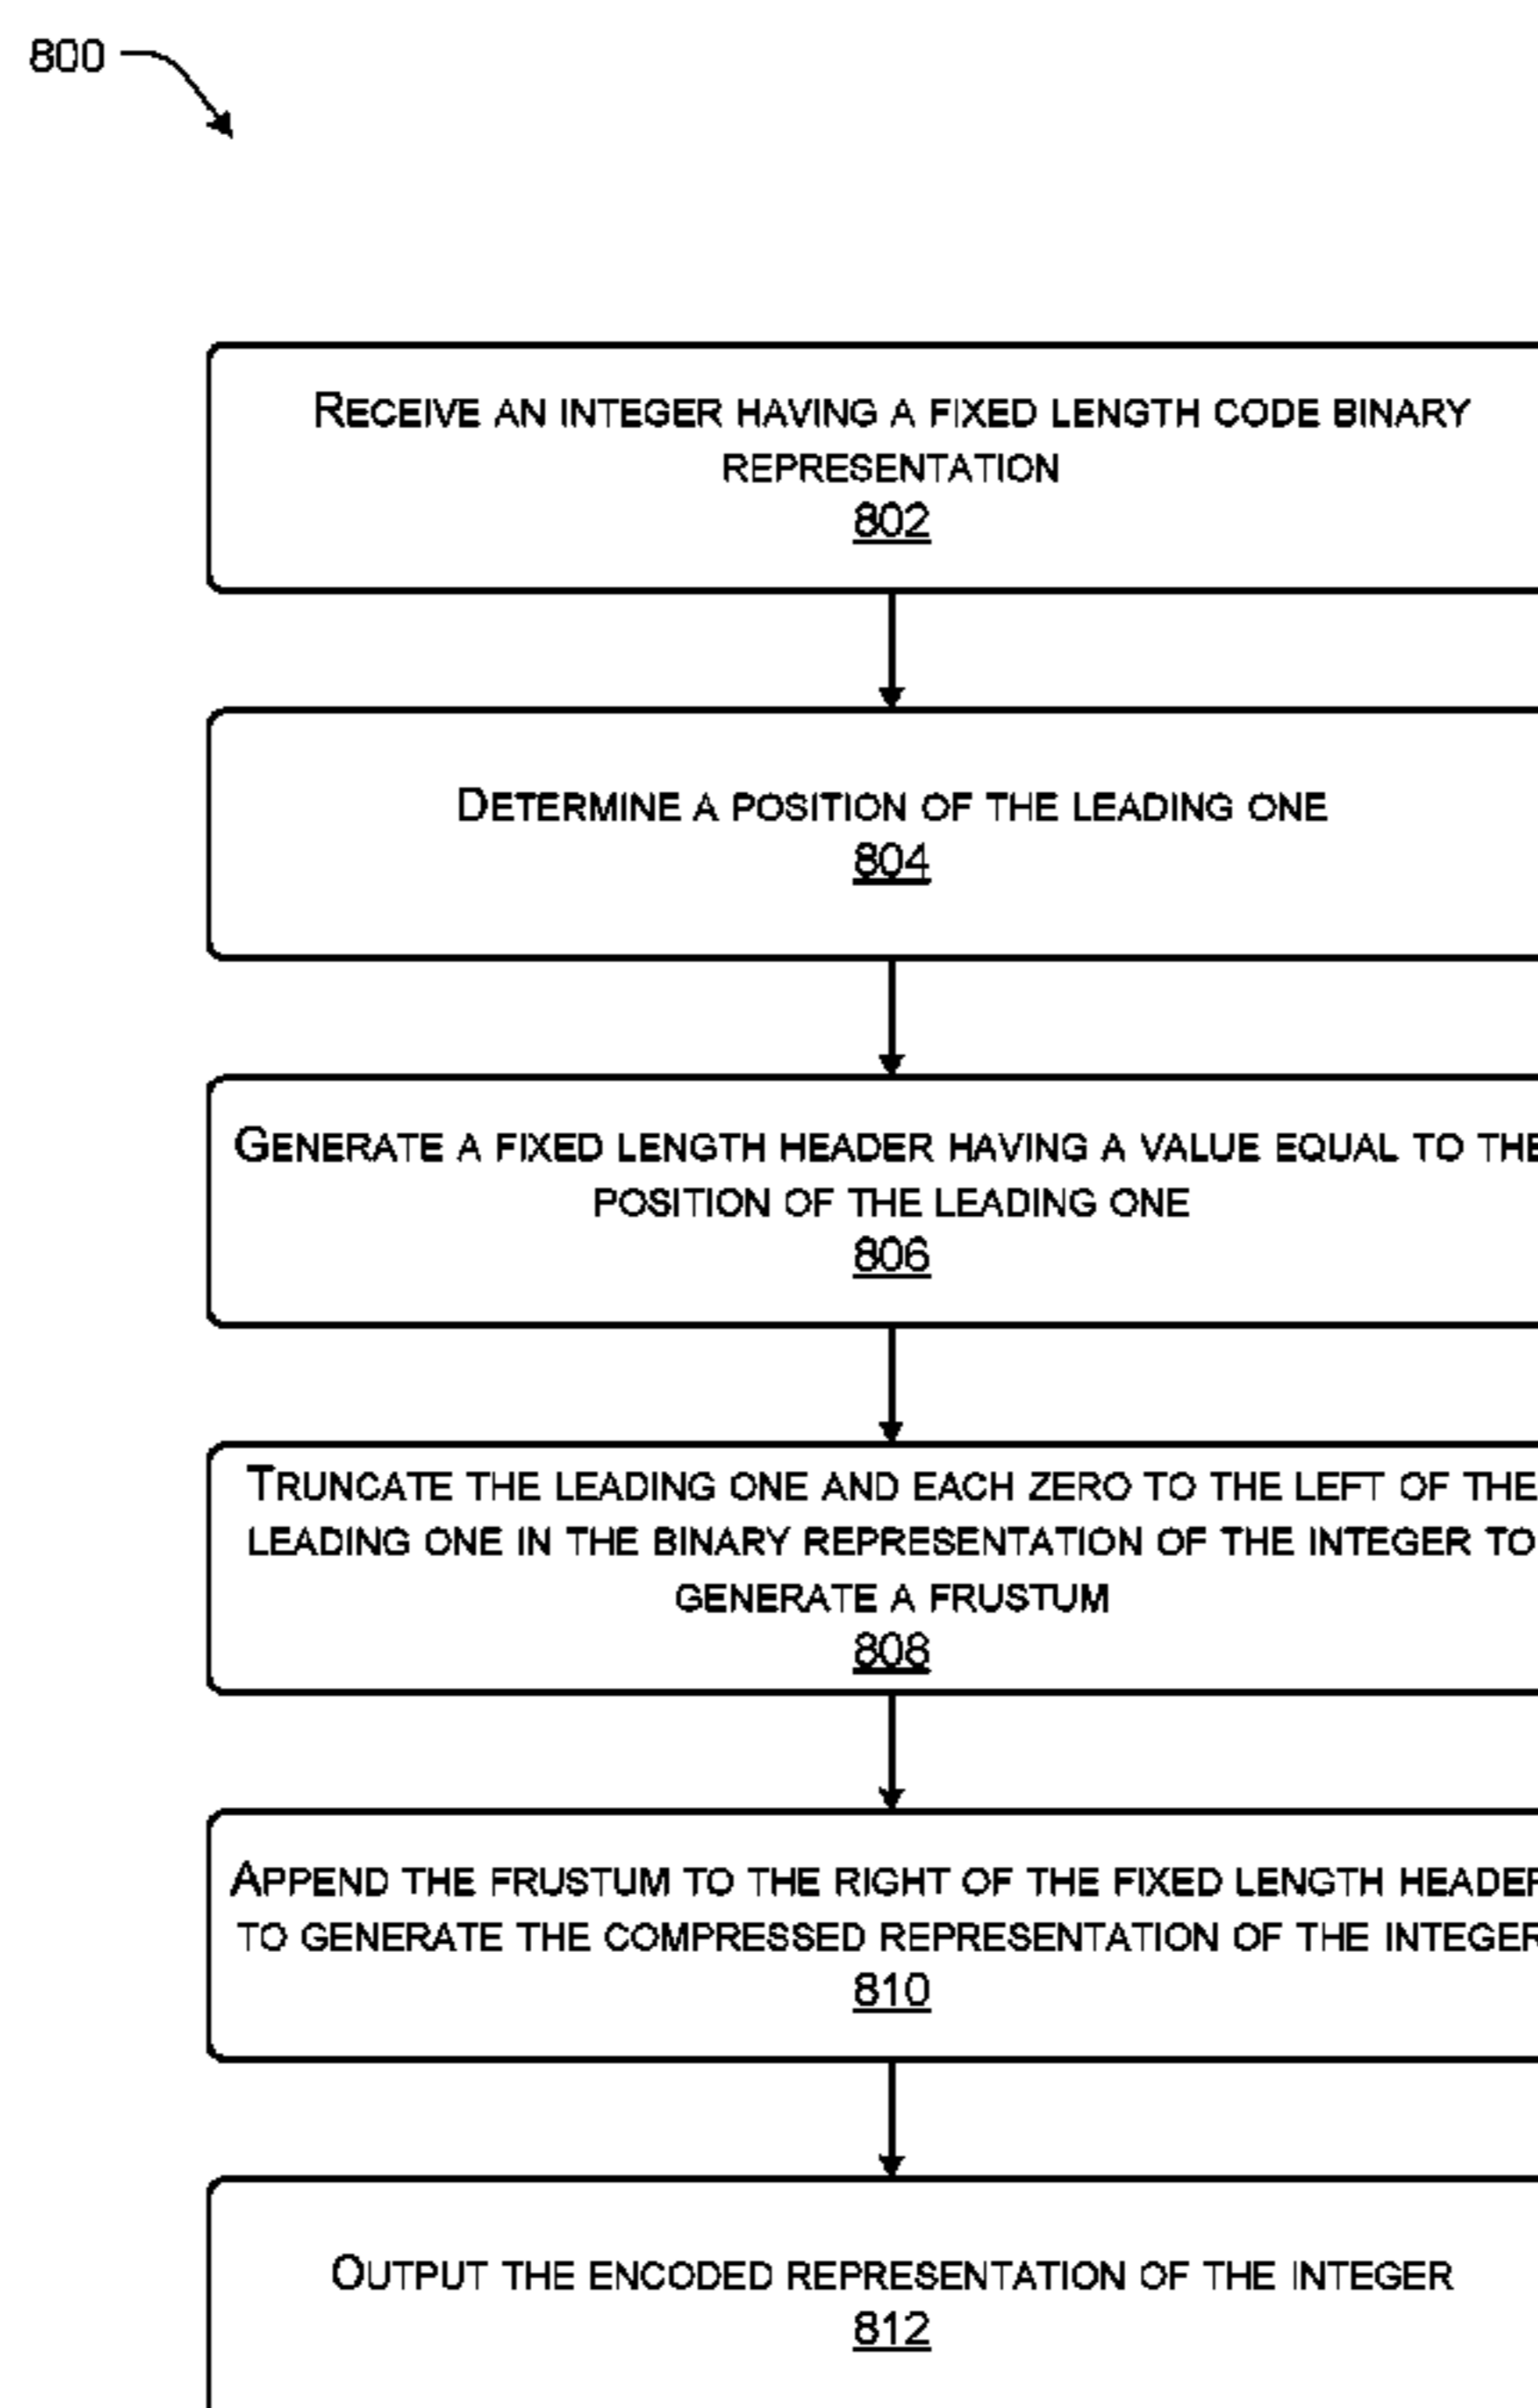 800
RECEIVE AN INTEGER HAVING A FIXED LENGTH CODE BINARY
REPRESENTATION
802
DETERMINE A POSITION OF THE LEADING ONE
804
GENERATE A FIXED LENGTH HEADER HAVING A VALUE EQUAL TO THE
POSITION OF THE LEADING ONE
806
TRUNCATE THE LEADING ONE AND EACH ZERO TO THE LEFT OF THE
LEADING ONE IN THE BINARY REPRESENTATION OF THE INTEGER TO
GENERATE A FRUSTUM
808
APPEND THE FRUSTUM TO THE RIGHT OF THE FIXED LENGTH HEADER
TO GENERATE THE COMPRESSED REPRESENTATION OF THE INTEGER
810
OUTPUT THE ENCODED REPRESENTATION OF THE INTEGER
812